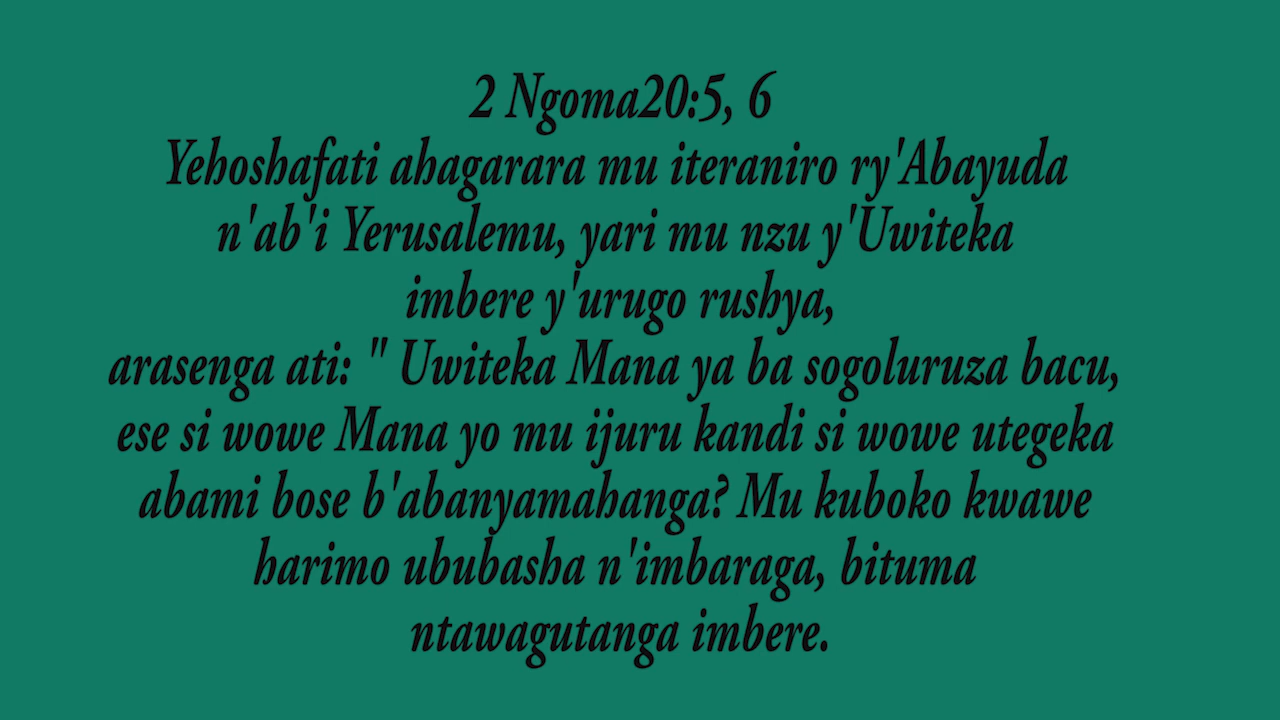 2 Ngoma20:5, 6
Yehoshafati ahagarara mu iteraniro ry'Abayuda
n'ab'i Yerusalemu, yari mu nzu y'Uwiteka
imbere y'urugo rushya,
arasenga ati: " Uwiteka Mana ya ba sogoluruza bacu,
ese si wowe Mana yo mu ijuru kandi si wowe utegeka
abami bose b'abanyamahanga? Mu kuboko kwawe
harimo ububasha n'imbaraga, bituma
ntawagutanga imbere.